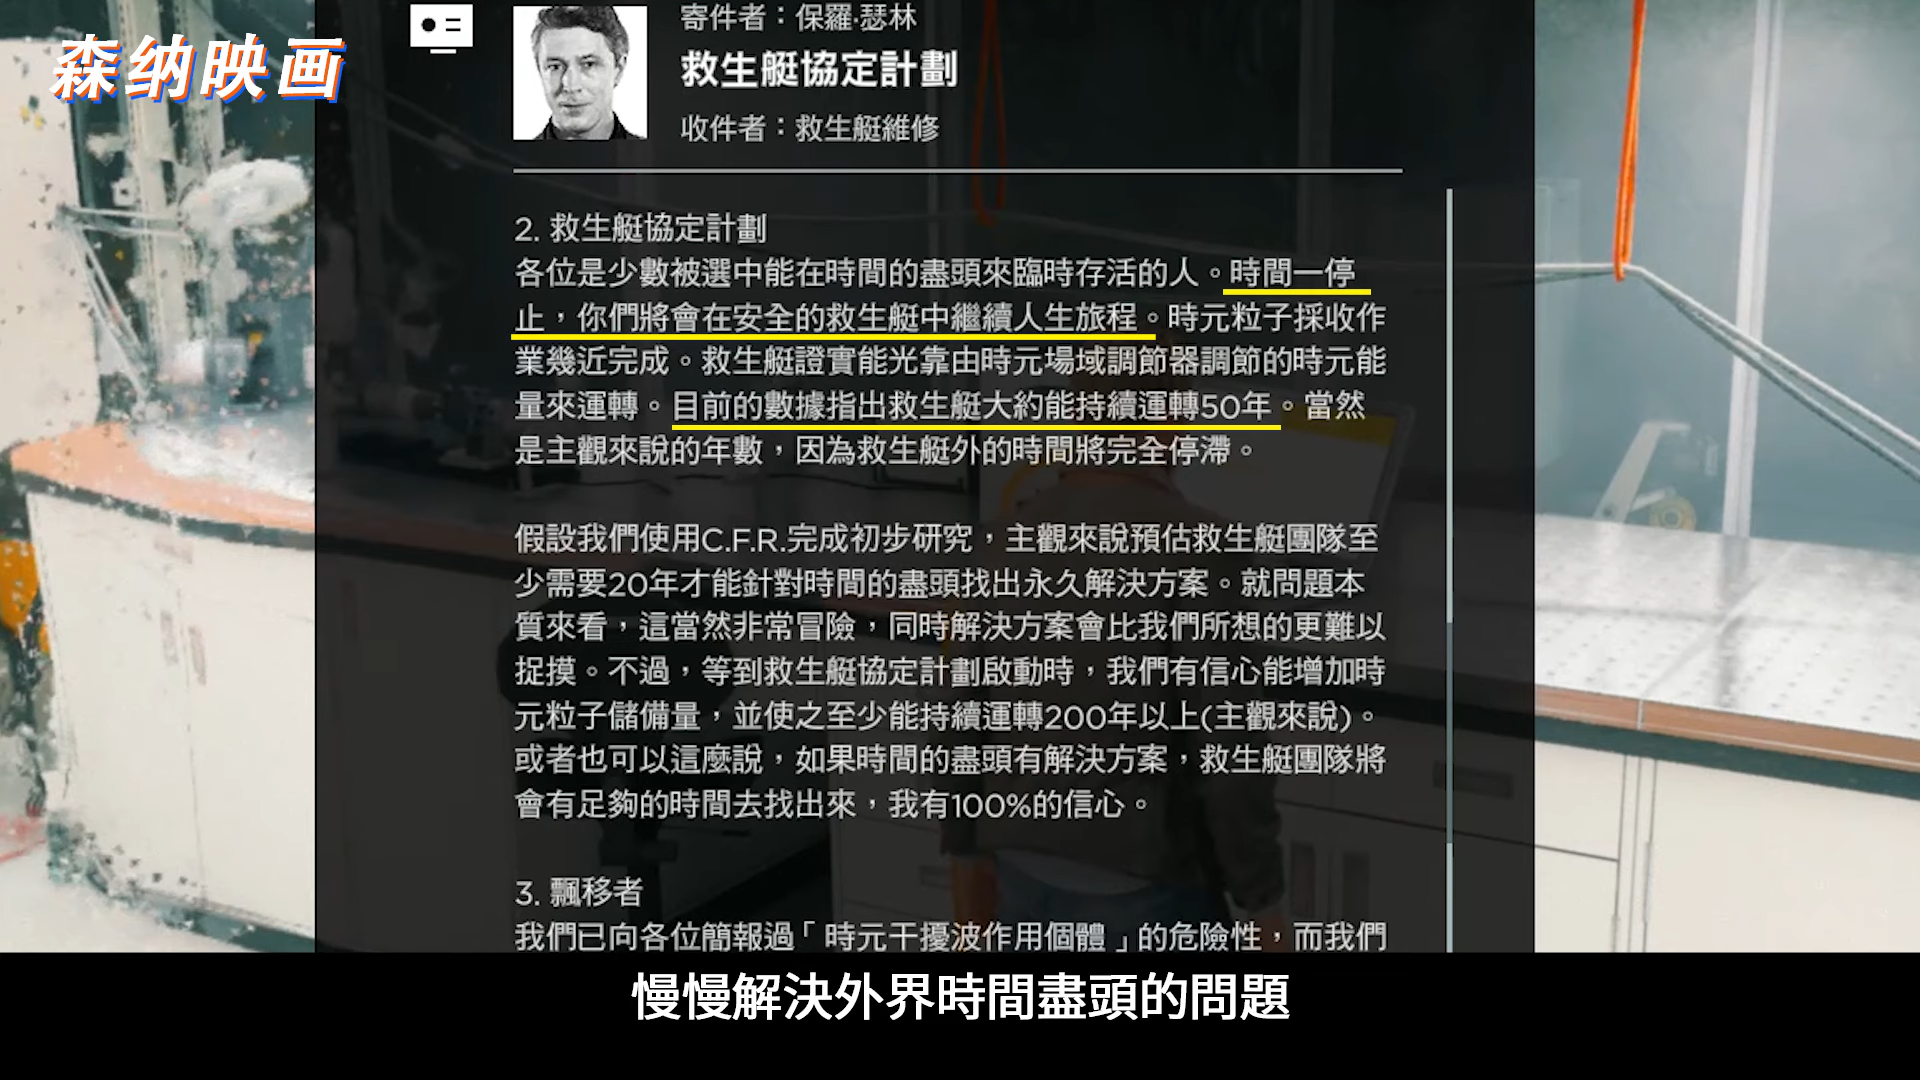 森纳映画
寄件者：保羅·瑟林
救生艇協定計劃
收件者：救生艇維修
2. 救生艇協定計劃
各位是少數被選中能在時間的盡頭來臨時存活的人。時間一停
止，你們將會在安全的救生艇中繼續人生旅程。時元粒子採收作
業幾近完成。救生艇證實能光靠由時元場域調節器調節的時元能
量來運轉。目前的數據指出救生艇大約能持續運轉50年。當然
是主觀來說的年數，因為救生艇外的時間將完全停滯。
假設我們使用C.F.R.完成初步研究，主觀來說預估救生艇團隊至
少需要20年才能針對時間的盡頭找出永久解決方案。就問題本
質來看，這當然非常冒險，同時解決方案會比我們所想的更難以
捉摸。不過，等到救生艇協定計劃啟動時，我們有信心能增加時
元粒子儲備量，並使之至少能持續運轉200年以上(主觀來說)。
或者也可以這麼說，如果時間的盡頭有解決方案，救生艇團隊將
會有足夠的時間去找出來，我有100%的信心。
3. 飄移者
我們已向各位簡報過「時元干擾波作用個體」的危險性，而我們
慢慢解決外界時間盡頭的問題